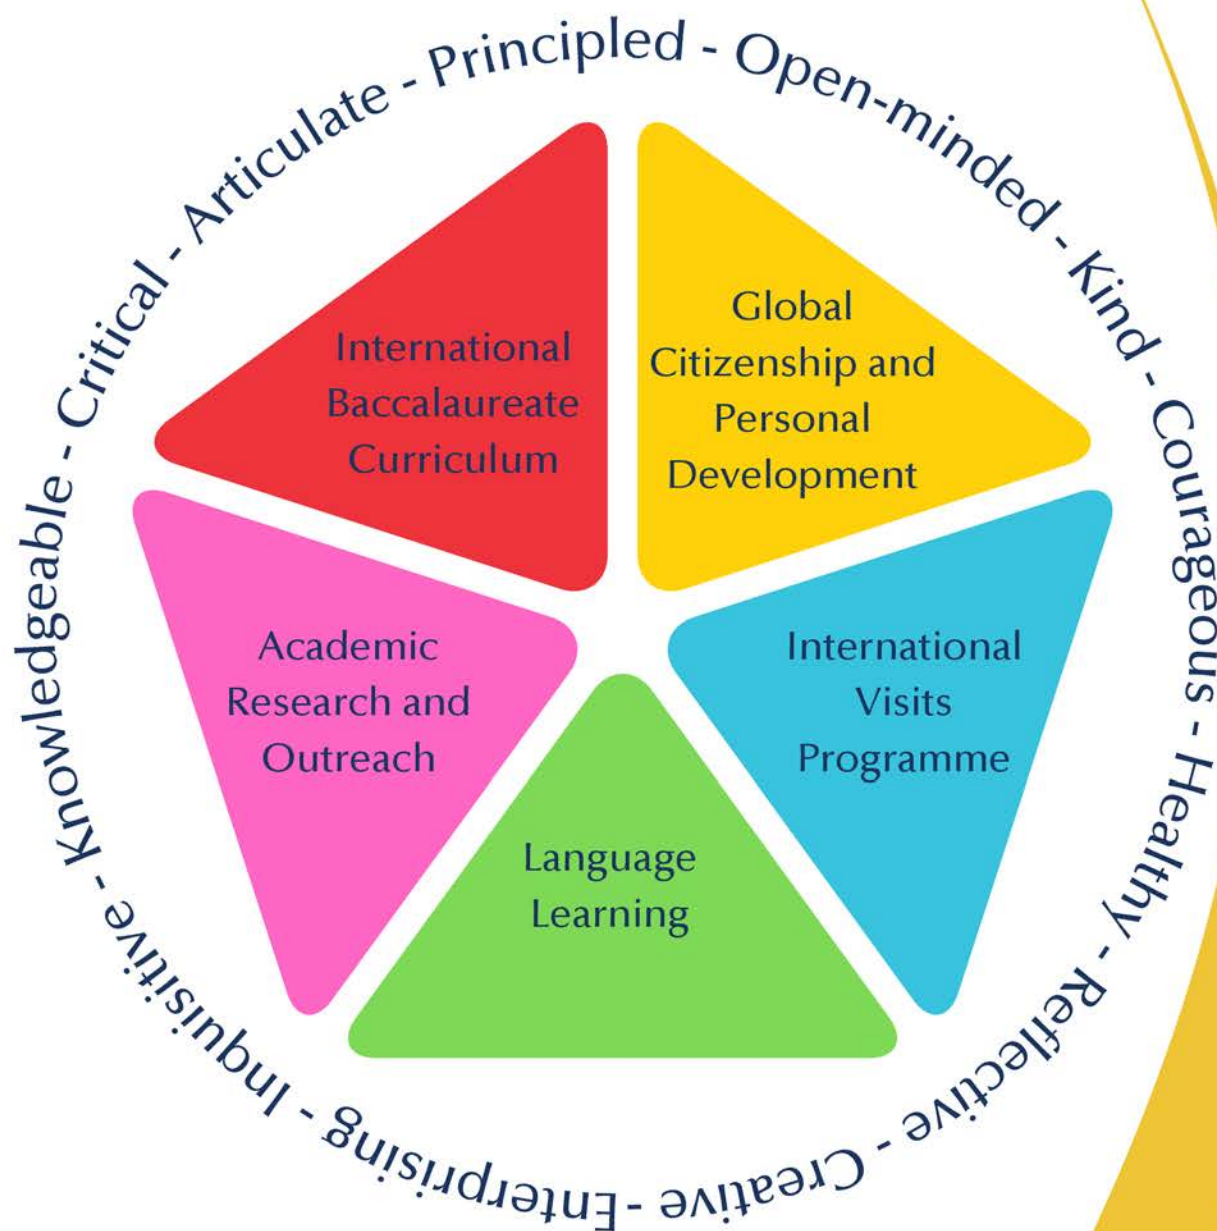 Principled - Open-minded - Kind - Courageous - Healthy - Reflective - Creative - Enterprising - Inquisitive - Knowledgeable - Critical - Articulate -
International
Baccalaureate
Curriculum
Global
Citizenship and
Personal
Development
Academic
Research and
Outreach
International
Visits
Programme
Language
Learning